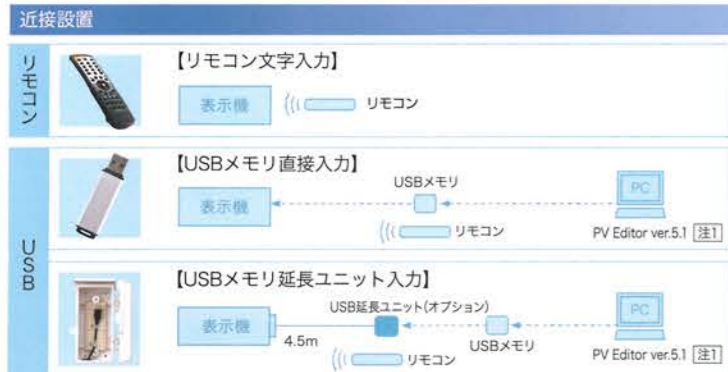 近接設置
リモコン
【リモコン文字入力】
表示機
リモコン
USB
【USBメモリ直接入力】
表示機
USBメモリ
リモコン
PC
PV Editor ver.5.1 注1
【USBメモリ延長ユニット入力】
表示機
4.5m
USB延長ユニット(オプション)
リモコン
USBメモリ
PC
PV Editor ver.5.1 注1